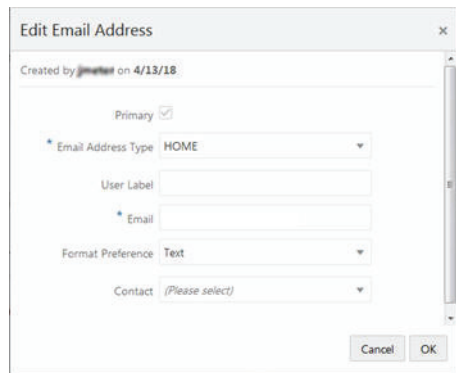 Edit Email Address
Created by on 4/13/18
Primary
* Email Address Type HOME
User Label
* Email
Format Preference Text
Contact (Please select)
Cancel OK